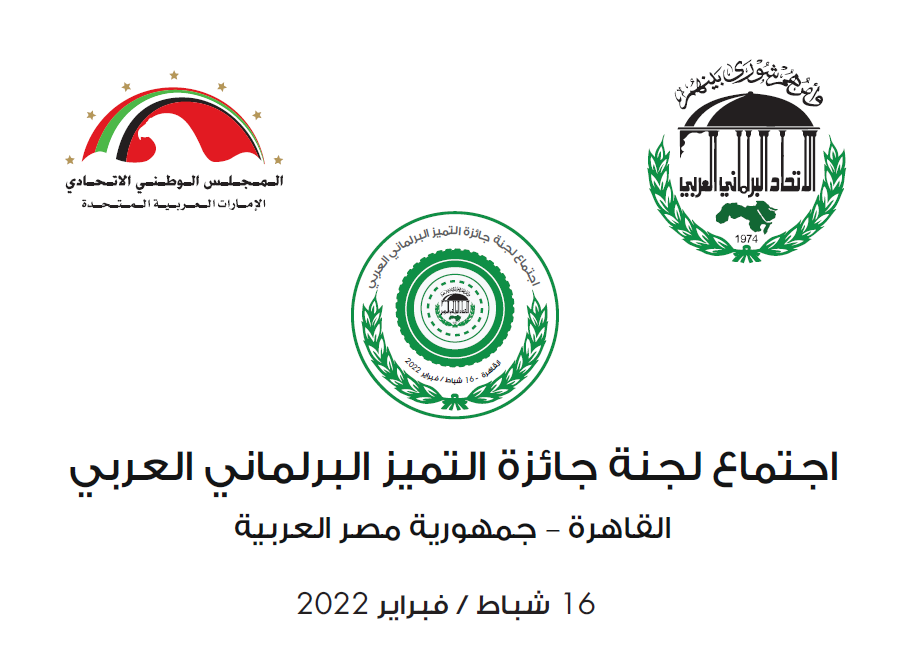 وأمرهم شورى بينهم
الاتحاد البرلماني العربي
1974
المجلس الوطني الاتحادي
الإمارات العربية المتحدة
اجتماع لجنة جائزة التميز البرلماني العربي
القاهرة - 16 شباط / فبراير 2022
اجتماع لجنة جائزة التميز البرلماني العربي
القاهرة – جمهورية مصر العربية
16 شباط / فبراير 2022